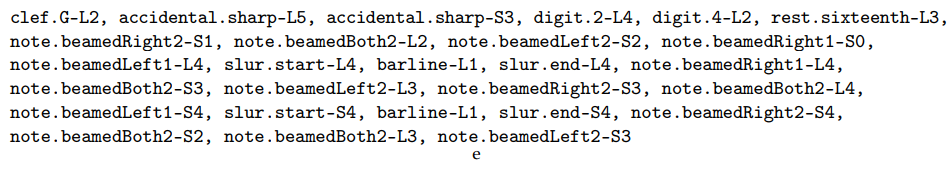 clef.G-L2, accidental.sharp-L5, accidental.sharp-S3, digit.2-L4, digit.4-L2, rest.sixteenth-L3,
note.beamedRight2-S1, note.beamedBoth2-L2, note.beamedLeft2-S2, note.beamedRight1-S0,
note.beamedLeft1-L4, slur.start-L4, barline-L1, slur.end-L4, note.beamedRight1-L4,
note.beamedBoth2-S3, note.beamedLeft2-L3, note.beamedRight2-S3, note.beamedBoth2-L4,
note.beamedLeft1-S4, slur.start-S4, barline-L1, slur.end-S4, note.beamedRight2-S4,
note.beamedBoth2-S2, note.beamedBoth2-L3, note.beamedLeft2-S3
e